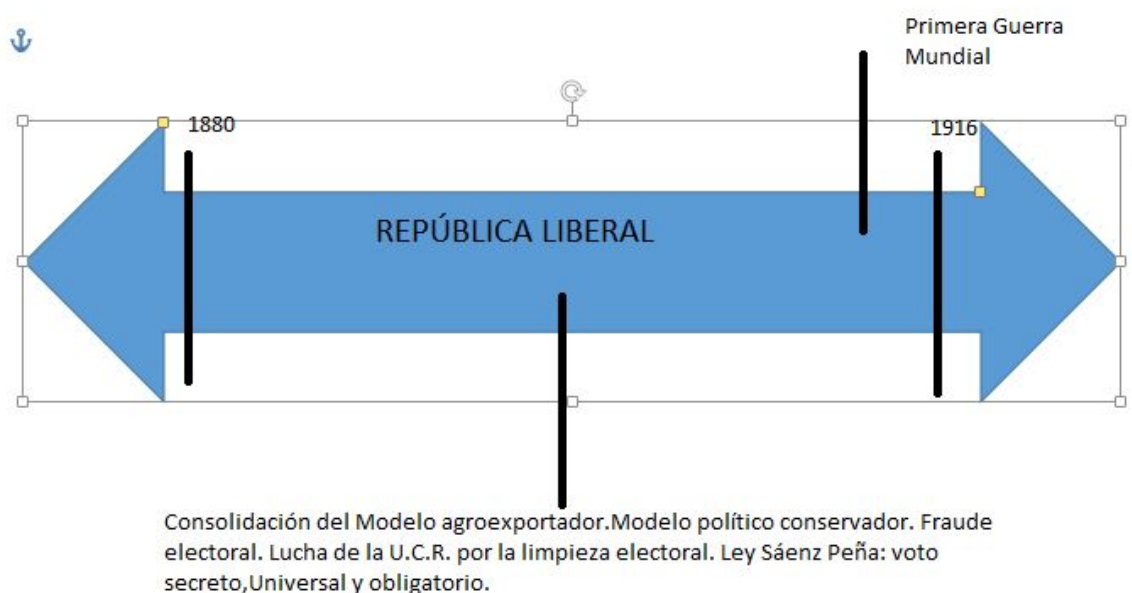 Primera Guerra
Mundial
1880
1916
REPÚBLICA LIBERAL
Consolidación del Modelo agroexportador.Modelo político conservador. Fraude
electoral. Lucha de la U.C.R. por la limpieza electoral. Ley Sáenz Peña: voto
secreto,Universal y obligatorio.